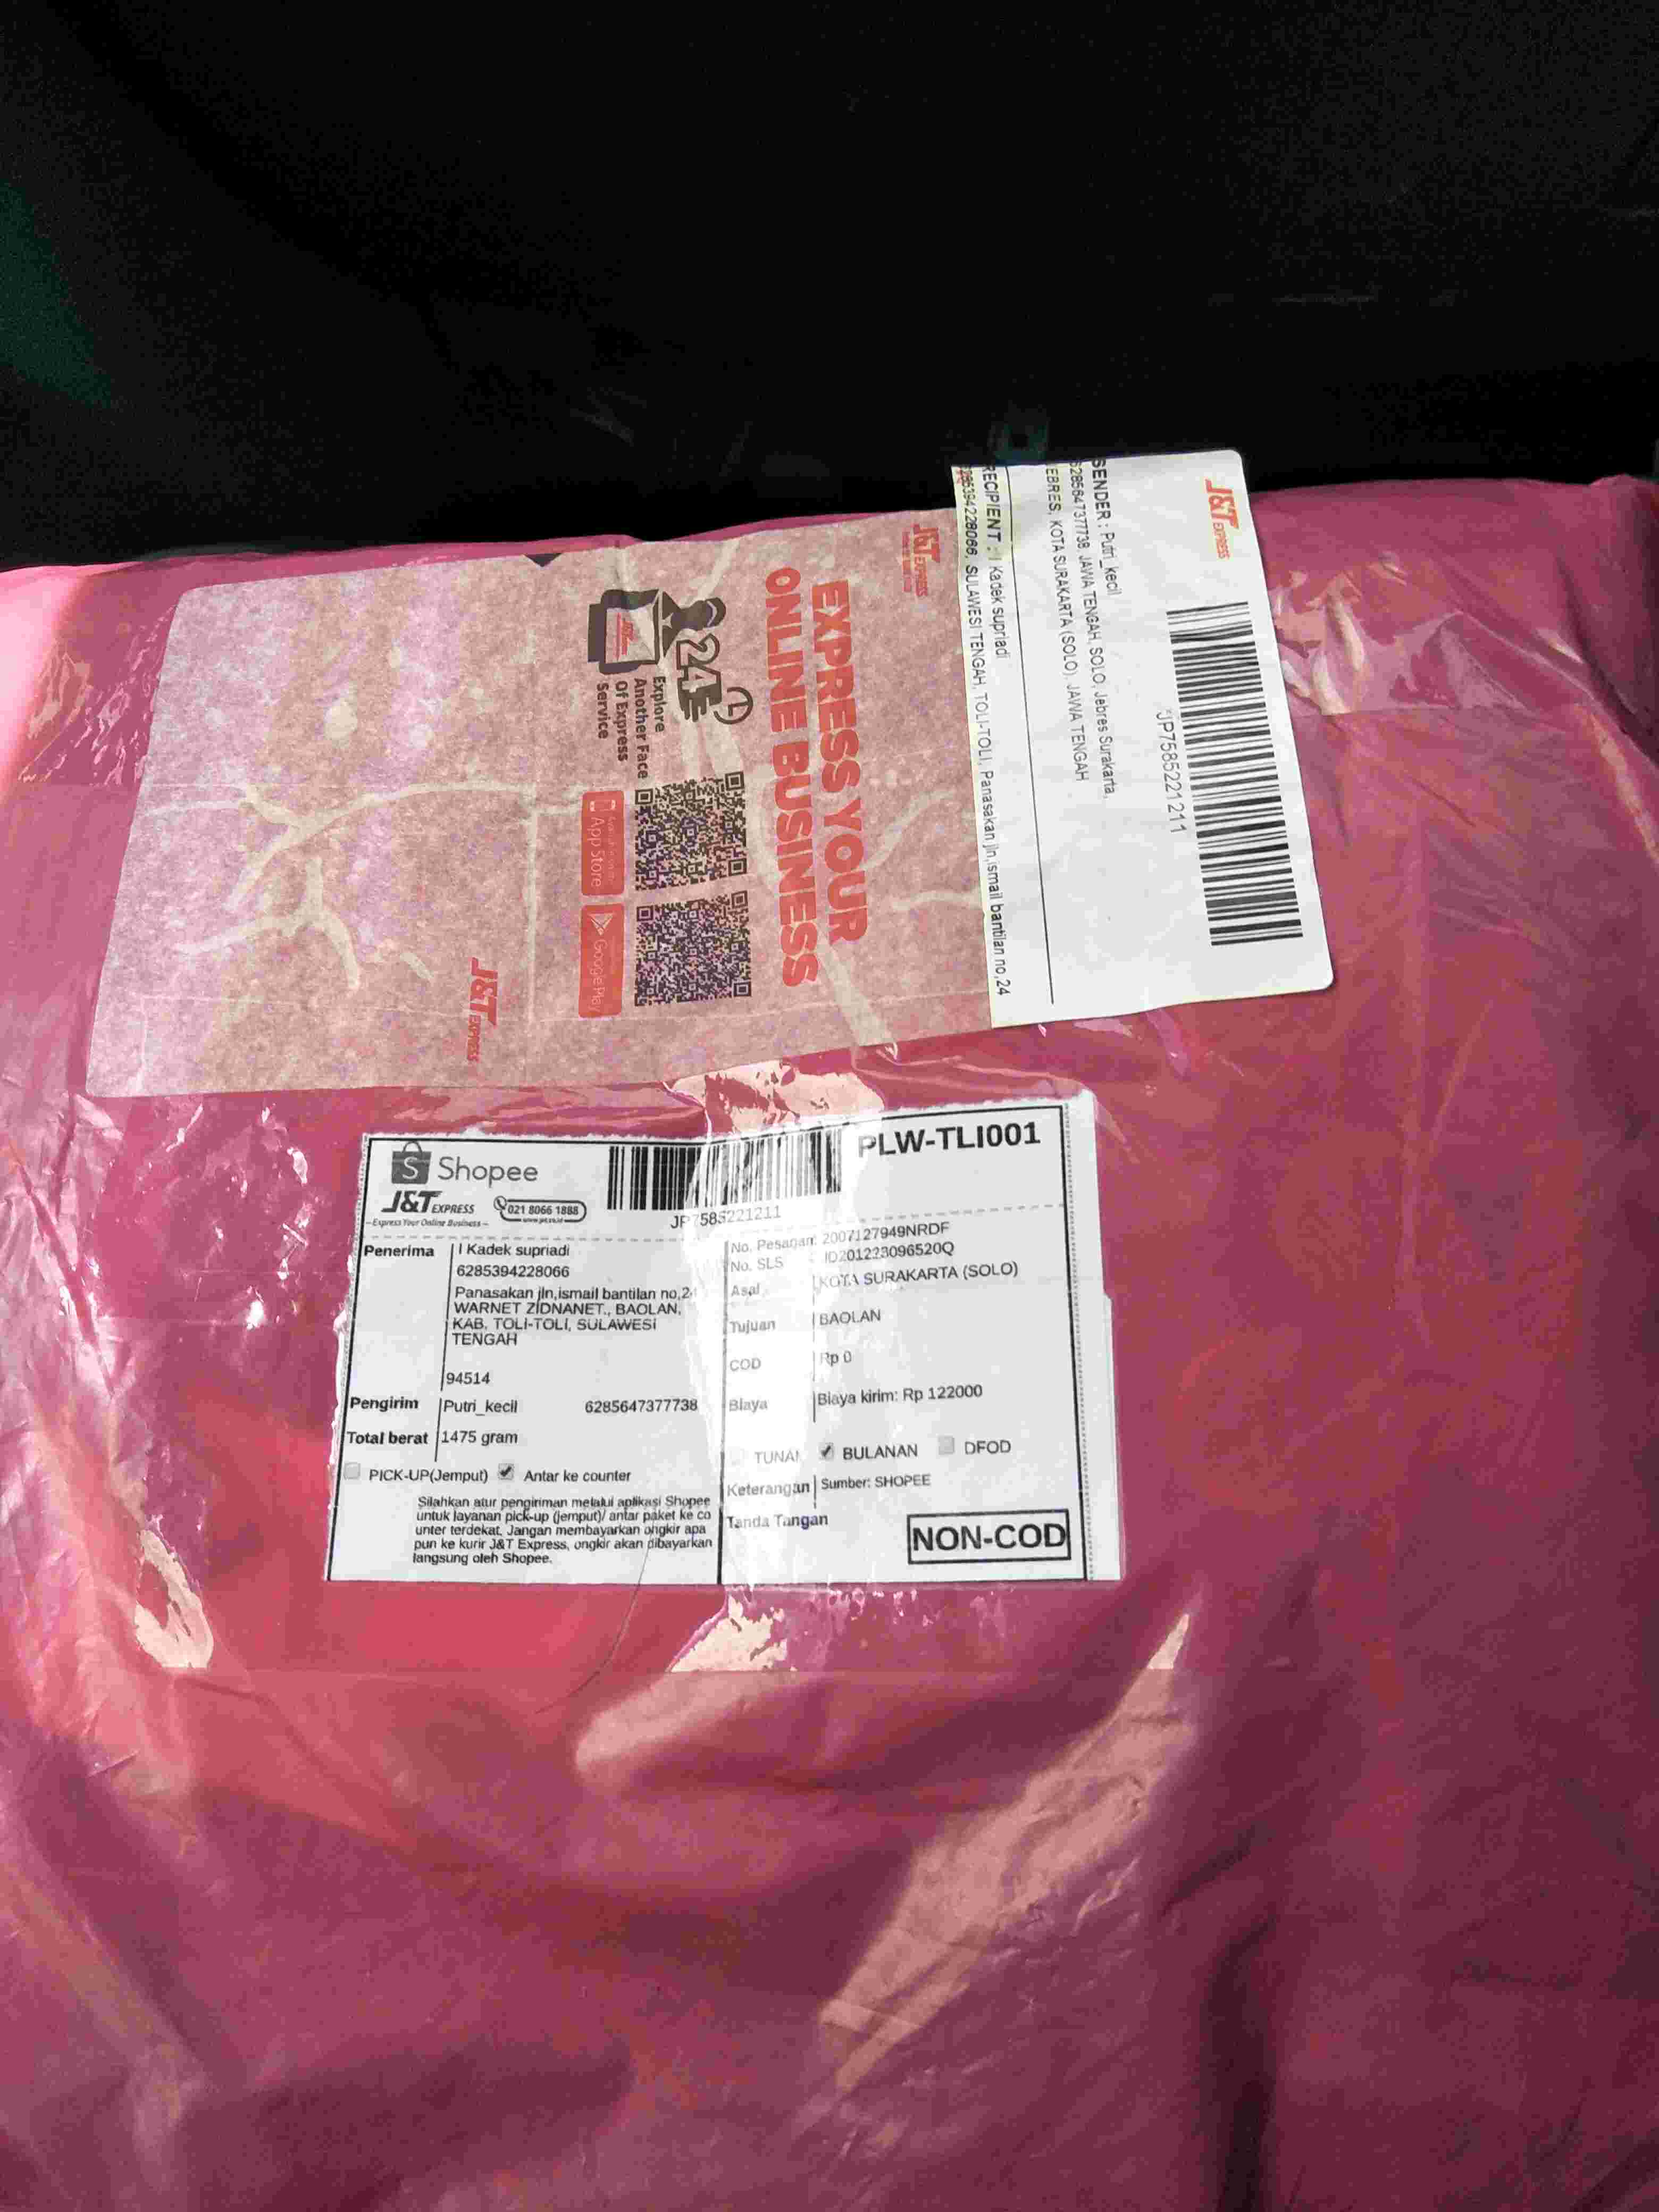 J&T EXPRESS
JP7585221211
SENDER : Putri_kecil
6285647377738, JAWA TENGAH, SOLO, Jebres Surakarta,
EBRES, KOTA SURAKARTA (SOLO), JAWA TENGAH
RECIPIENT : I Kadek supriadi
6285394228066, SULAWESI TENGAH, TOLI-TOLI, Panasakan jln,ismail bantilan no,24
J&T EXPRESS
EXPRESS YOUR
ONLINE BUSINESS
24
Explore
Another Face
Of Express
Service
App Store
Google Play
J&T EXPRESS
Shopee
J&T EXPRESS
-Express Your Online Business-
021 8066 1888
JP7585221211
PLW-TLI001
Penerima
I Kadek supriadi
6285394228066
Panasakan jln,ismail bantilan no,24
WARNET ZIDNANET., BAOLAN,
KAB. TOLI-TOLI, SULAWESI
TENGAH
94514
Pengirim Putri_kecil 6285647377738
Total berat 1475 gram
PICK-UP(Jemput) Antar ke counter
Silahkan atur pengiriman melalui aplikasi Shopee
untuk layanan pick-up (jemput)/ antar paket ke co
unter terdekat. Jangan membayarkan ongkir apa
pun ke kurir J&T Express, ongkir akan dibayarkan
langsung oleh Shopee.
No. Pesanan: 2007127949NRDF
No. SLS : ID201223096520Q
Asal KOTA SURAKARTA (SOLO)
Tujuan BAOLAN
COD Rp 0
Biaya Biaya kirim: Rp 122000
TUNAI BULANAN DFOD
Keterangan Sumber: SHOPEE
Tanda Tangan
NON-COD